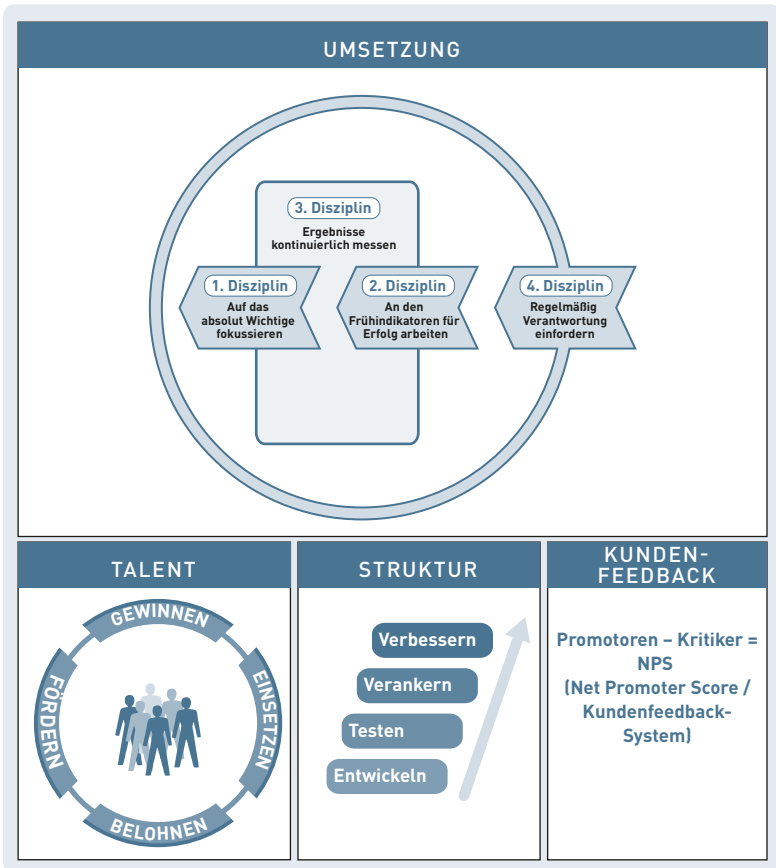 UMSETZUNG
3. Disziplin
Ergebnisse
kontinuierlich messen
1. Disziplin
Auf das
absolut Wichtige
fokussieren
2. Disziplin
An den
Frühindikatoren für
Erfolg arbeiten
4. Disziplin
Regelmäßig
Verantwortung
einfordern
TALENT
GEWINNEN
EINSETZEN
BELOHNEN
FÖRDERN
STRUKTUR
Verbessern
Verankern
Testen
Entwickeln
KUNDEN-
FEEDBACK
Promotoren – Kritiker =
NPS
(Net Promoter Score /
Kundenfeedback-
System)